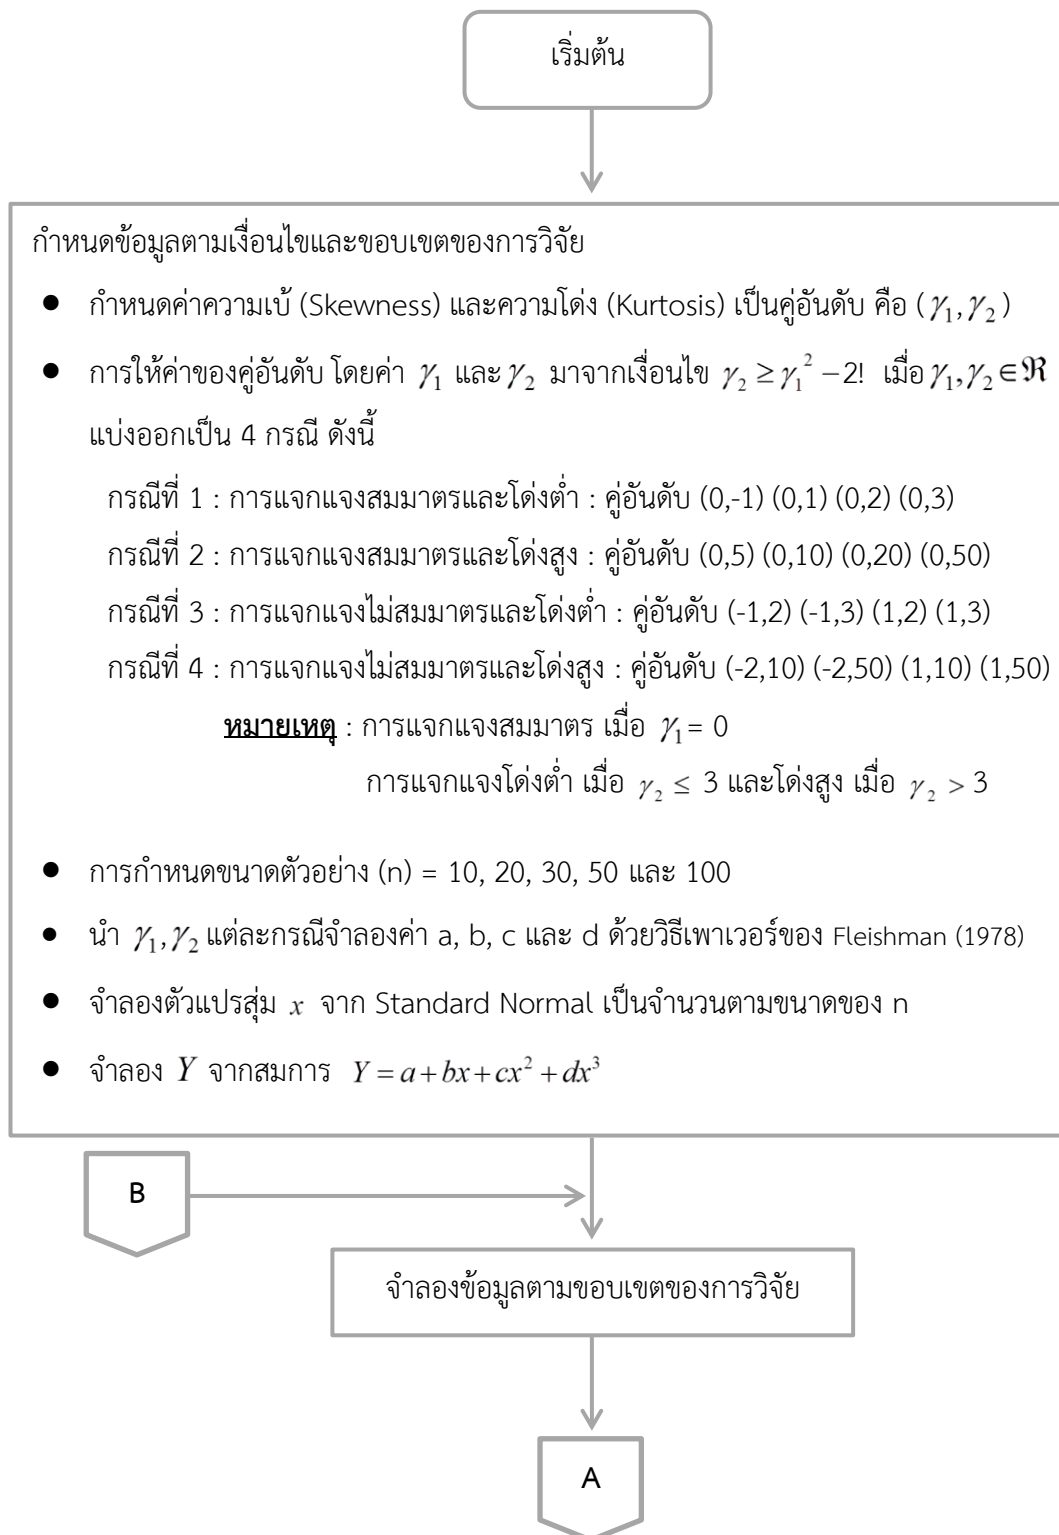 เริ่มต้น
กำหนดข้อมูลตามเงื่อนไขและขอบเขตของการวิจัย
● กำหนดค่าความเบ้ (Skewness) และความโด่ง (Kurtosis) เป็นคู่อันดับ คือ (γ₁,γ₂)
● การให้ค่าของคู่อันดับ โดยค่า γ₁ และ γ₂ มาจากเงื่อนไข γ₂ ≥ γ₁² −2! เมื่อ γ₁,γ₂ ∈ ℜ
แบ่งออกเป็น 4 กรณี ดังนี้
กรณีที่ 1 : การแจกแจงสมมาตรและโด่งต่ำ : คู่อันดับ (0,-1) (0,1) (0,2) (0,3)
กรณีที่ 2 : การแจกแจงสมมาตรและโด่งสูง : คู่อันดับ (0,5) (0,10) (0,20) (0,50)
กรณีที่ 3 : การแจกแจงไม่สมมาตรและโด่งต่ำ : คู่อันดับ (-1,2) (-1,3) (1,2) (1,3)
กรณีที่ 4 : การแจกแจงไม่สมมาตรและโด่งสูง : คู่อันดับ (-2,10) (-2,50) (1,10) (1,50)
หมายเหตุ : การแจกแจงสมมาตร เมื่อ γ₁ = 0
การแจกแจงโด่งต่ำ เมื่อ γ₂ ≤ 3 และโด่งสูง เมื่อ γ₂ > 3
● การกำหนดขนาดตัวอย่าง (n) = 10, 20, 30, 50 และ 100
● นำ γ₁,γ₂ แต่ละกรณีจำลองค่า a, b, c และ d ด้วยวิธีเพาเวอร์ของ Fleishman (1978)
● จำลองตัวแปรสุ่ม x จาก Standard Normal เป็นจำนวนตามขนาดของ n
● จำลอง Y จากสมการ Y = a + bx + cx² + dx³
B
จำลองข้อมูลตามขอบเขตของการวิจัย
A